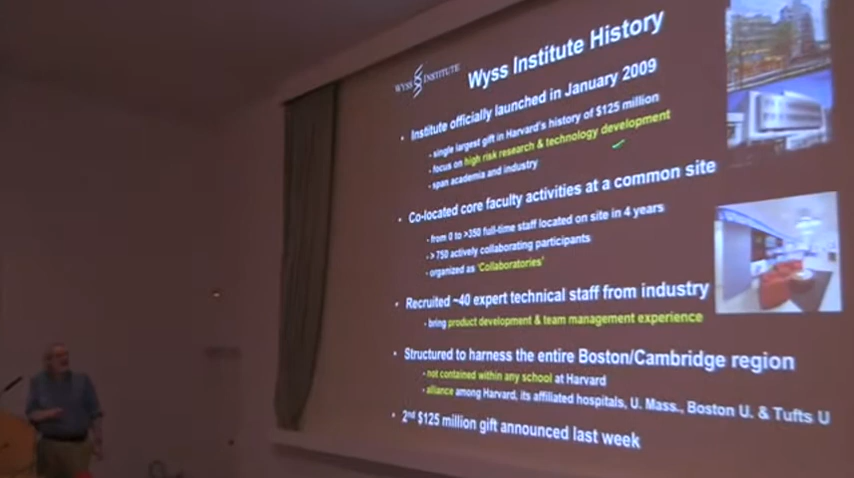 WYSS INSTITUTE
Wyss Institute History
• Institute officially launched in January 2009
- single largest gift in Harvard's history of $125 million
- focus on high risk research & technology development
- span academia and industry
• Co-located core faculty activities at a common site
- from 0 to >350 full-time staff located on site in 4 years
- > 750 actively collaborating participants
- organized as 'Collaboratories'
• Recruited ~40 expert technical staff from industry
- bring product development & team management experience
• Structured to harness the entire Boston/Cambridge region
- not contained within any school at Harvard
- alliance among Harvard, its affiliated hospitals, U. Mass., Boston U. & Tufts U
• 2nd $125 million gift announced last week